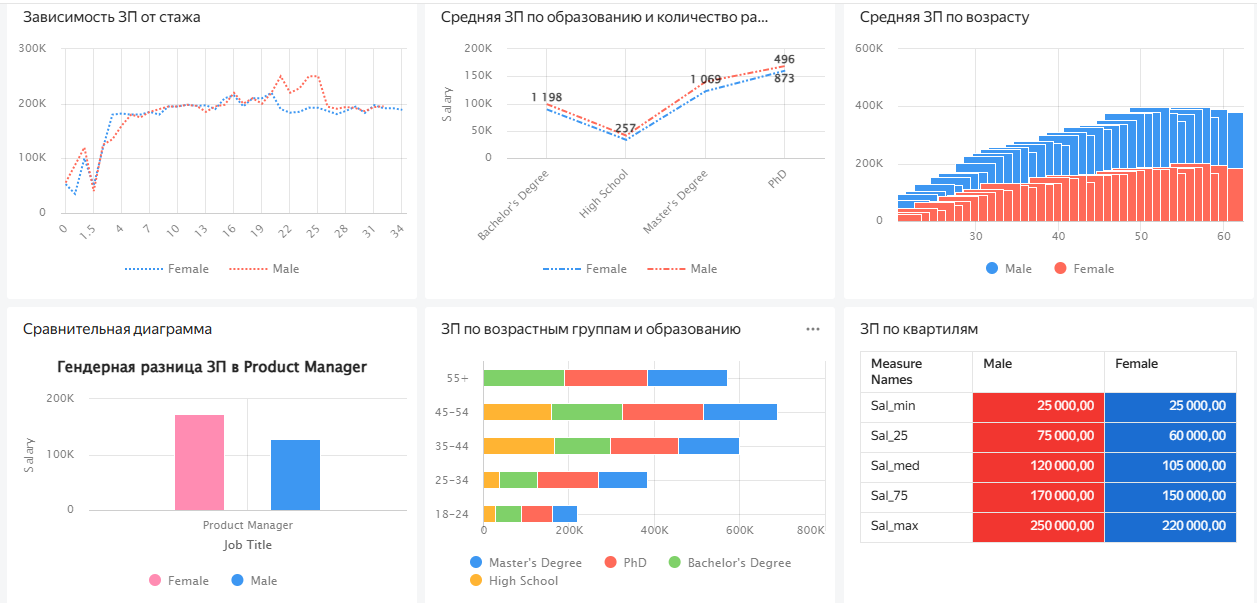 Зависимость ЗП от стажа
300K
200K
100K
0
0 1.5 4 7 10 13 16 19 22 25 28 31 34
Female Male
Средняя ЗП по образованию и количество ра...
Salary
200K
150K
100K
50K
0
1 198
257
1 069
496
873
Bachelor's Degree High School Master's Degree PhD
Female Male
Средняя ЗП по возрасту
600K
400K
200K
0
30 40 50 60
Male Female
Сравнительная диаграмма
Гендерная разница ЗП в Product Manager
Salary
200K
100K
0
Product Manager
Job Title
Female Male
ЗП по возрастным группам и образованию
55+
45-54
35-44
25-34
18-24
0 200K 400K 600K 800K
Master's Degree PhD Bachelor's Degree
High School
ЗП по квартилям
Measure Names Male Female
Sal_min 25 000,00 25 000,00
Sal_25 75 000,00 60 000,00
Sal_med 120 000,00 105 000,00
Sal_75 170 000,00 150 000,00
Sal_max 250 000,00 220 000,00